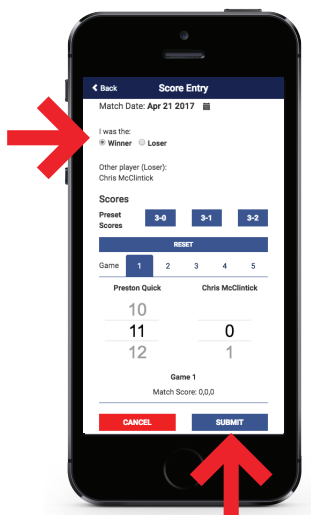 Back Score Entry
Match Date: Apr 21 2017
I was the:
Winner Loser
Other player (Loser):
Chris McClintick
Scores
Preset Scores 3-0 3-1 3-2
RESET
Game 1 2 3 4 5
Preston Quick Chris McClintick
10
11 0
12 1
Game 1
Match Score: 0,0,0
CANCEL SUBMIT